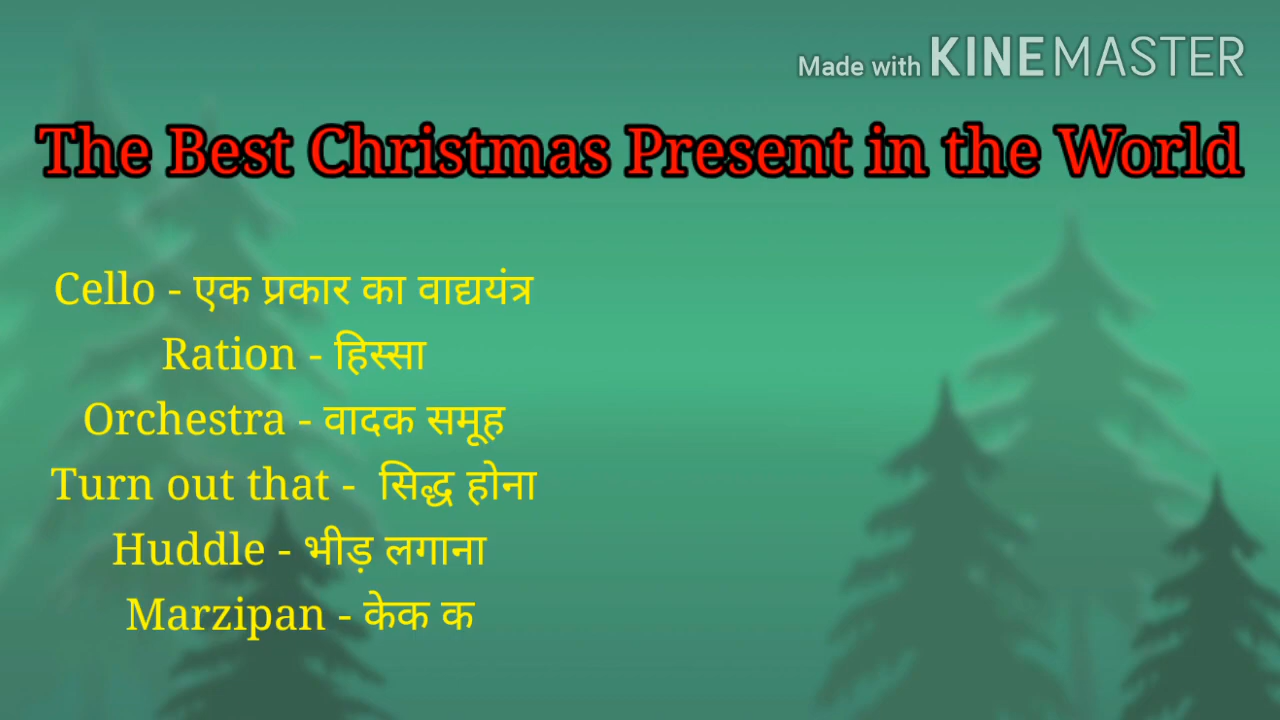 Made with KINEMASTER
The Best Christmas Present in the World
Cello - एक प्रकार का वाद्ययंत्र
Ration - हिस्सा
Orchestra - वादक समूह
Turn out that - सिद्ध होना
Huddle - भीड़ लगाना
Marzipan - केक क